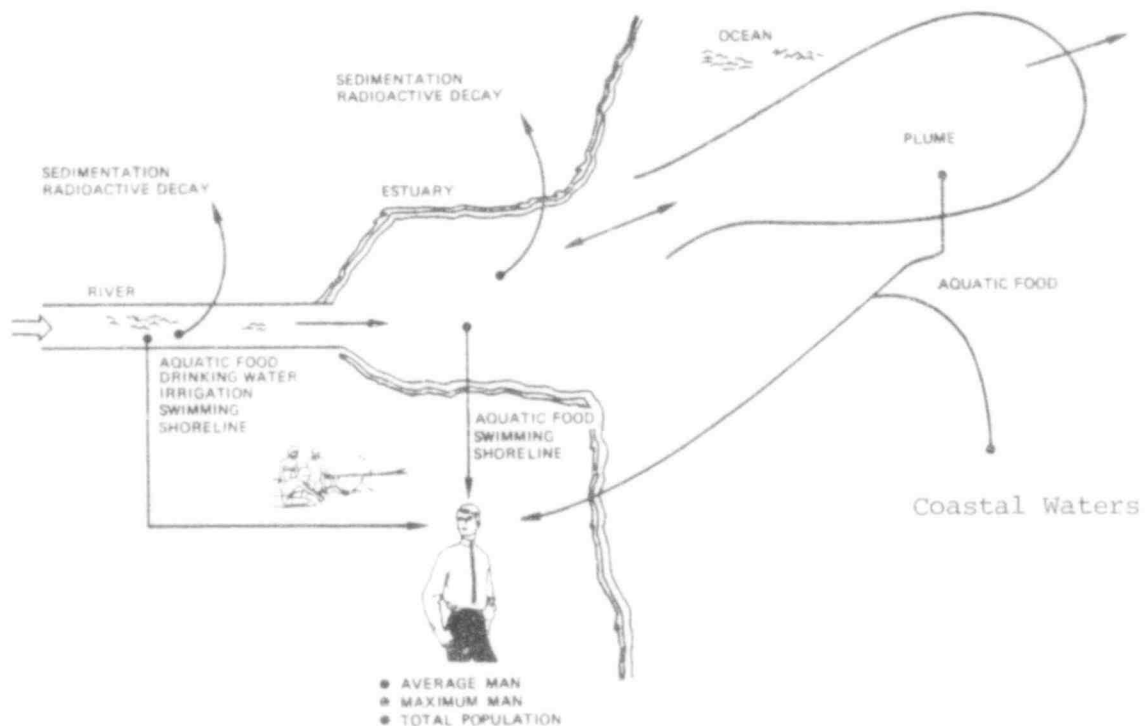 OCEAN
SEDIMENTATION
RADIOACTIVE DECAY
PLUME
SEDIMENTATION
RADIOACTIVE DECAY
ESTUARY
RIVER
AQUATIC FOOD
AQUATIC FOOD
DRINKING WATER
IRRIGATION
SWIMMING
SHORELINE
AQUATIC FOOD
SWIMMING
SHORELINE
Coastal Waters
● AVERAGE MAN
● MAXIMUM MAN
● TOTAL POPULATION